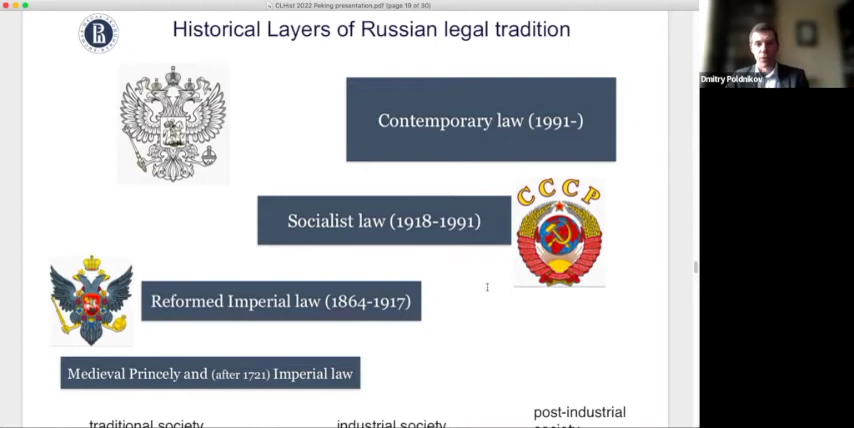 CLHist 2022 Peking presentation.pdf (page 19 of 30)
Historical Layers of Russian legal tradition
Dmitry Poldnikov
Contemporary law (1991-)
СССР
Socialist law (1918-1991)
Reformed Imperial law (1864-1917)
Medieval Princely and (after 1721) Imperial law
traditional society
industrial society
post-industrial
society